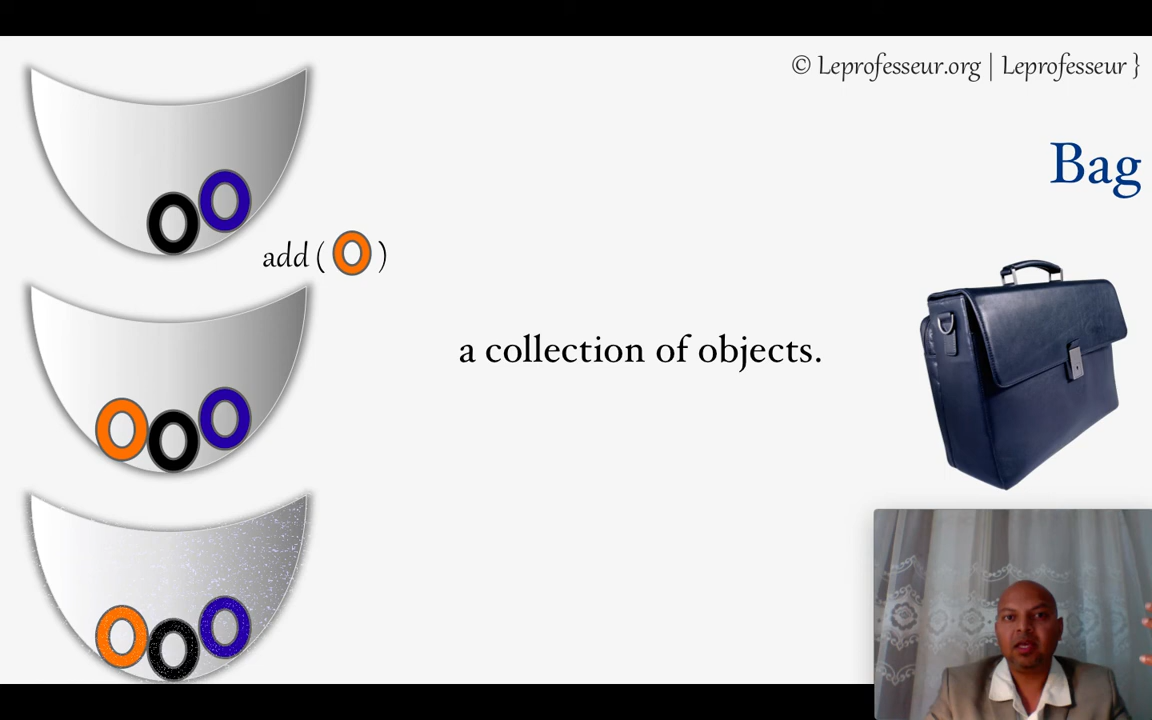 © Leprofesseur.org | Leprofesseur }
Bag
add ( )
a collection of objects.